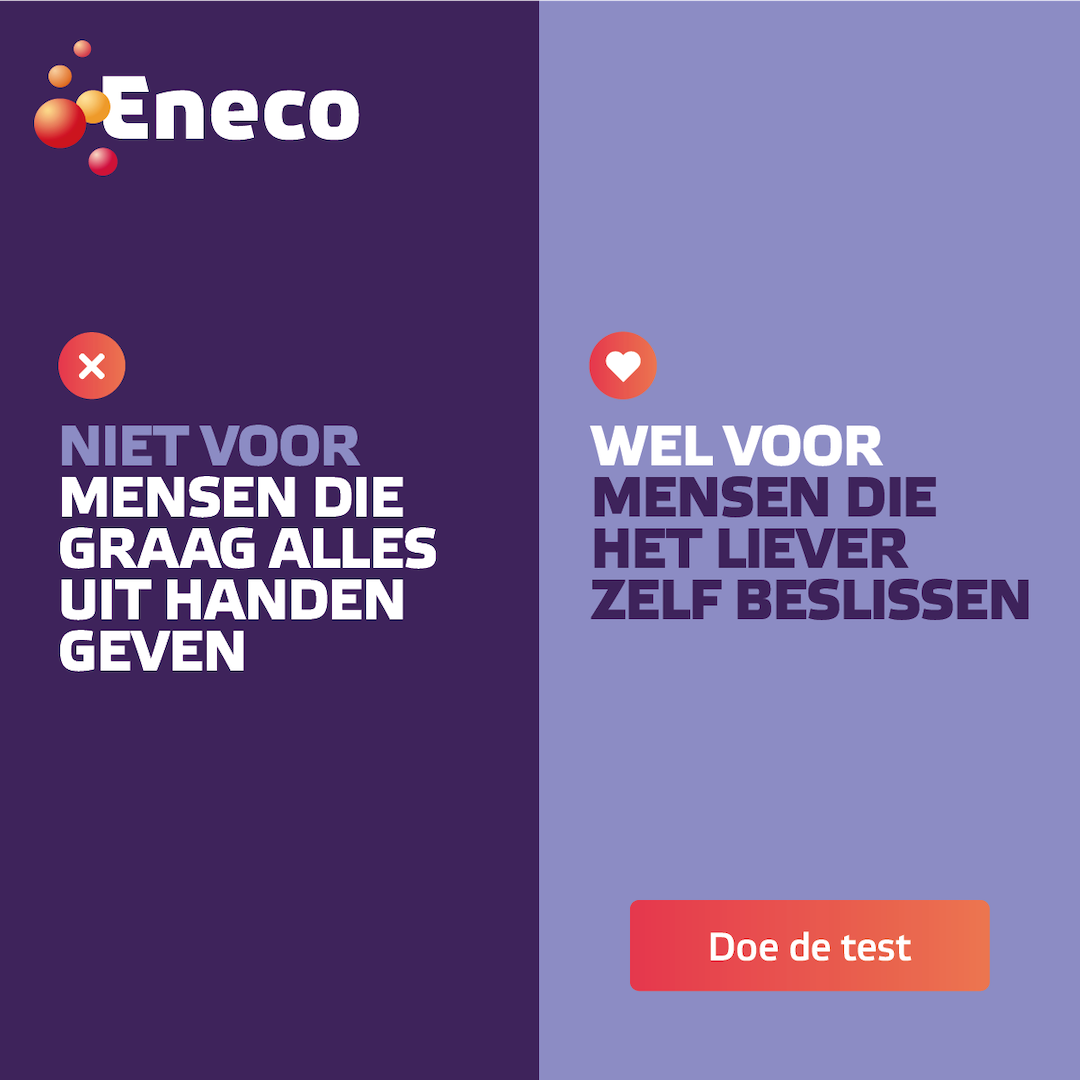 Eneco
NIET VOOR
MENSEN DIE
GRAAG ALLES
UIT HANDEN
GEVEN
WEL VOOR
MENSEN DIE
HET LIEVER
ZELF BESLISSEN
Doe de test